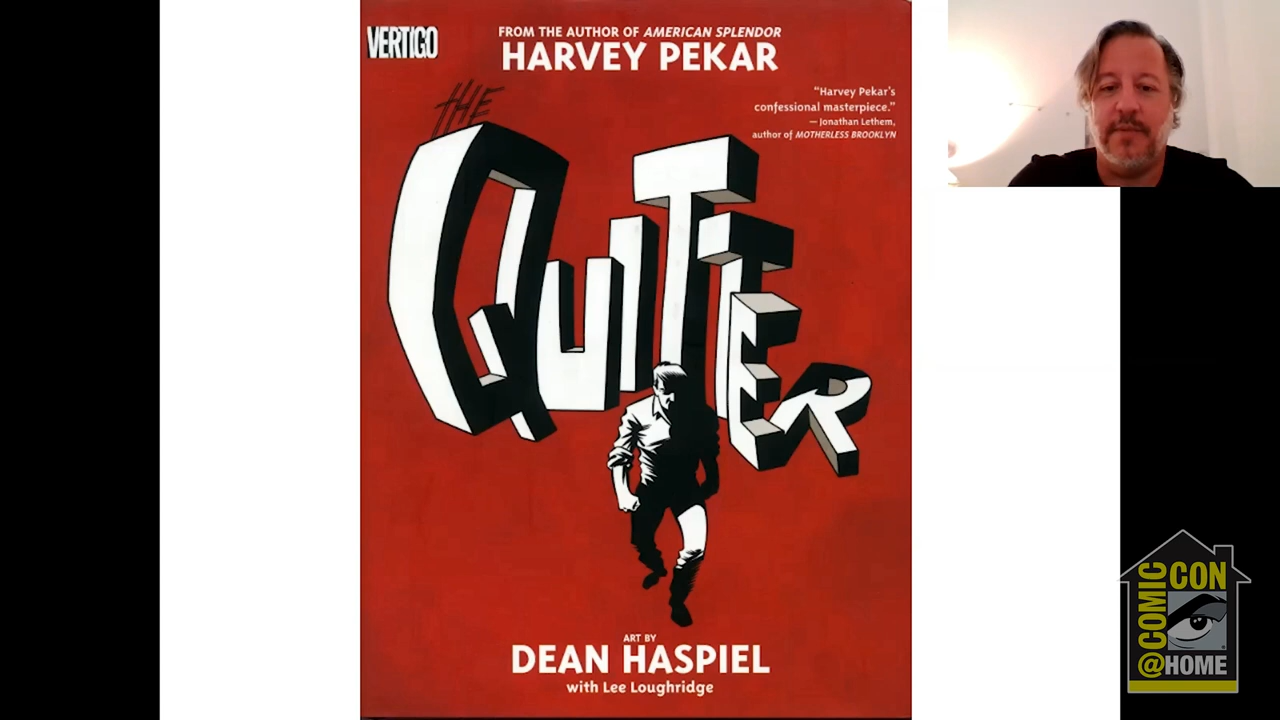 VERTIGO
FROM THE AUTHOR OF AMERICAN SPLENDOR
HARVEY PEKAR
“Harvey Pekar’s
confessional masterpiece.”
— Jonathan Lethem,
author of MOTHERLESS BROOKLYN
THE
QUITTER
ART BY
DEAN HASPIEL
with Lee Loughridge
COMIC
CON
@HOME